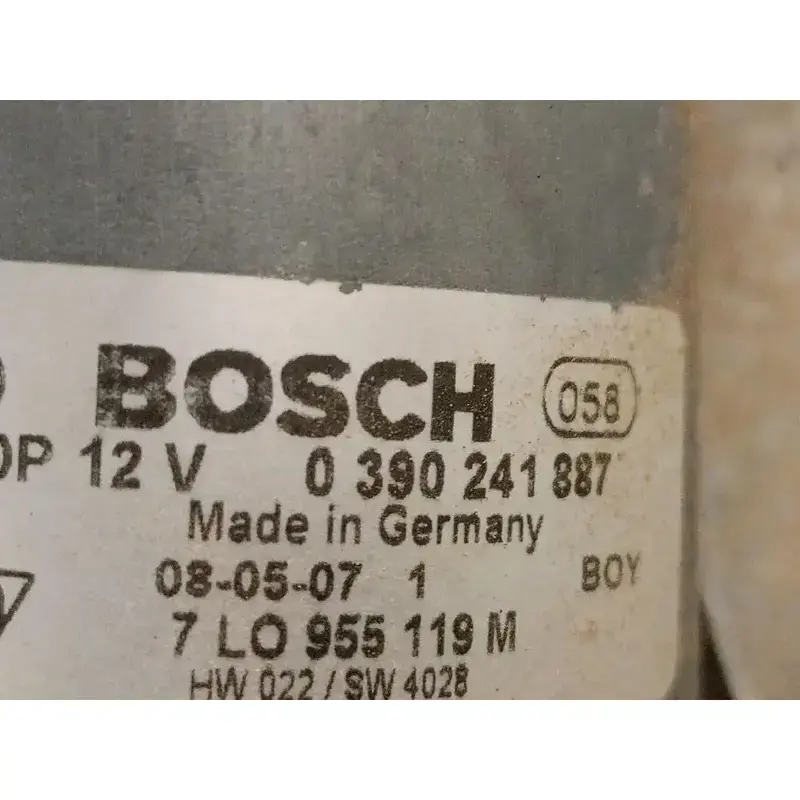 BOSCH 058
0P 12 V 0 390 241 887
Made in Germany
08-05-07 1 BOY
7 LO 955 119 M
HW 022 / SW 4028